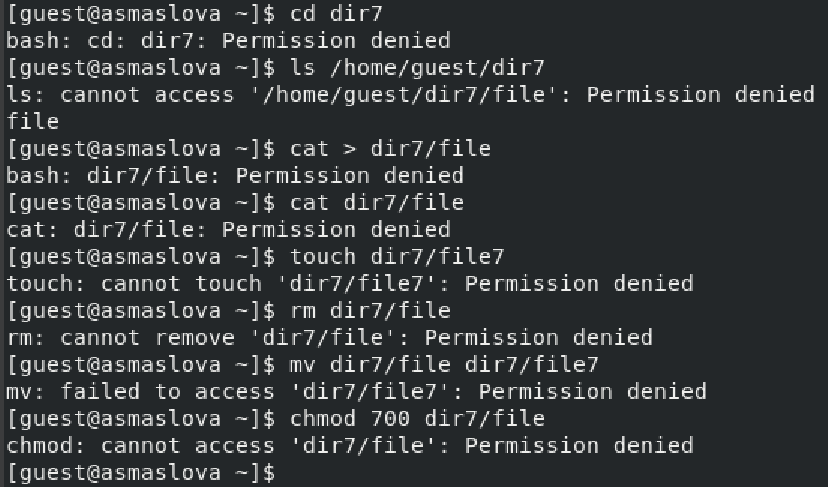 [guest@asmaslova ~]$ cd dir7
bash: cd: dir7: Permission denied
[guest@asmaslova ~]$ ls /home/guest/dir7
ls: cannot access '/home/guest/dir7/file': Permission denied
file
[guest@asmaslova ~]$ cat > dir7/file
bash: dir7/file: Permission denied
[guest@asmaslova ~]$ cat dir7/file
cat: dir7/file: Permission denied
[guest@asmaslova ~]$ touch dir7/file7
touch: cannot touch 'dir7/file7': Permission denied
[guest@asmaslova ~]$ rm dir7/file
rm: cannot remove 'dir7/file': Permission denied
[guest@asmaslova ~]$ mv dir7/file dir7/file7
mv: failed to access 'dir7/file7': Permission denied
[guest@asmaslova ~]$ chmod 700 dir7/file
chmod: cannot access 'dir7/file': Permission denied
[guest@asmaslova ~]$